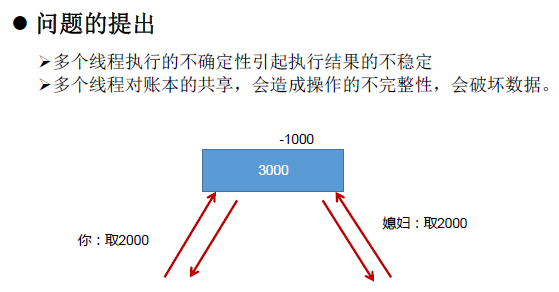 ● 问题的提出
➢多个线程执行的不确定性引起执行结果的不稳定
➢多个线程对账本的共享，会造成操作的不完整性，会破坏数据。
-1000
3000
你：取2000
媳妇：取2000